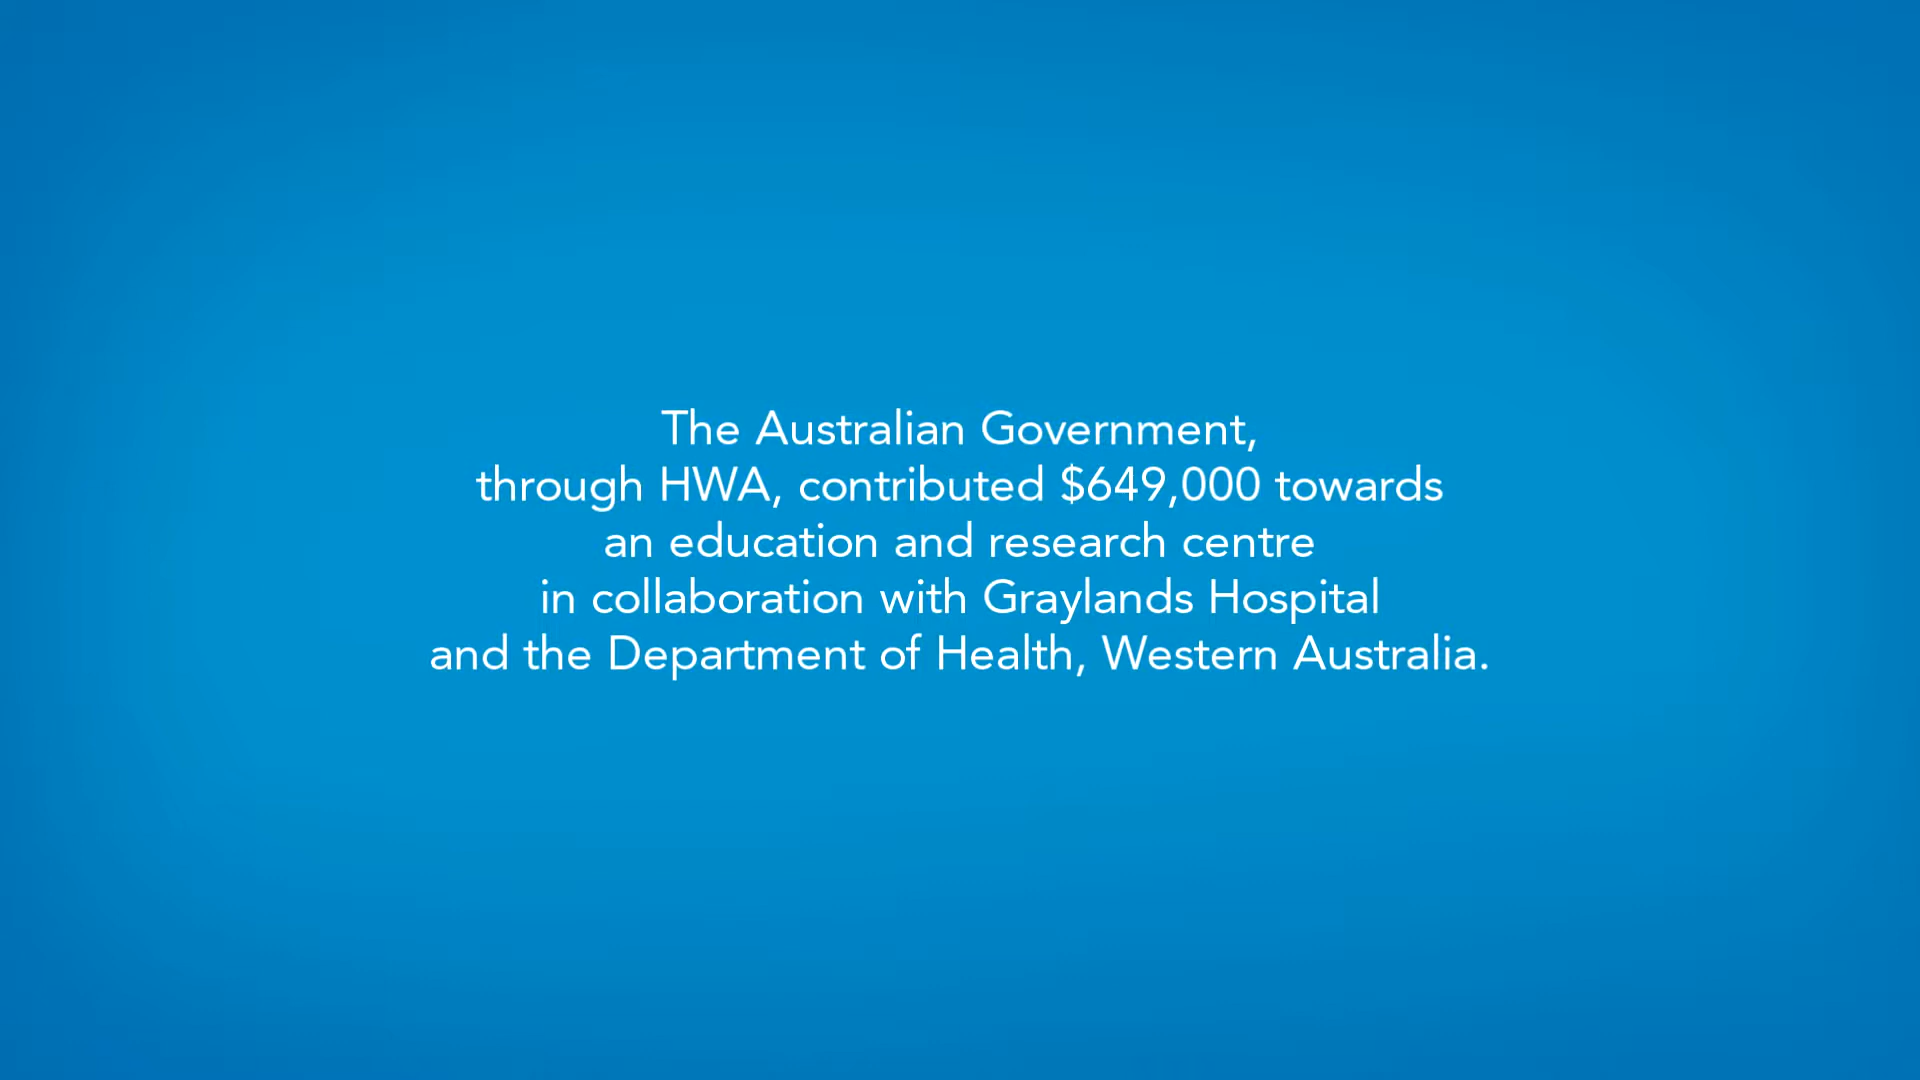 The Australian Government,
through HWA, contributed $649,000 towards
an education and research centre
in collaboration with Graylands Hospital
and the Department of Health, Western Australia.